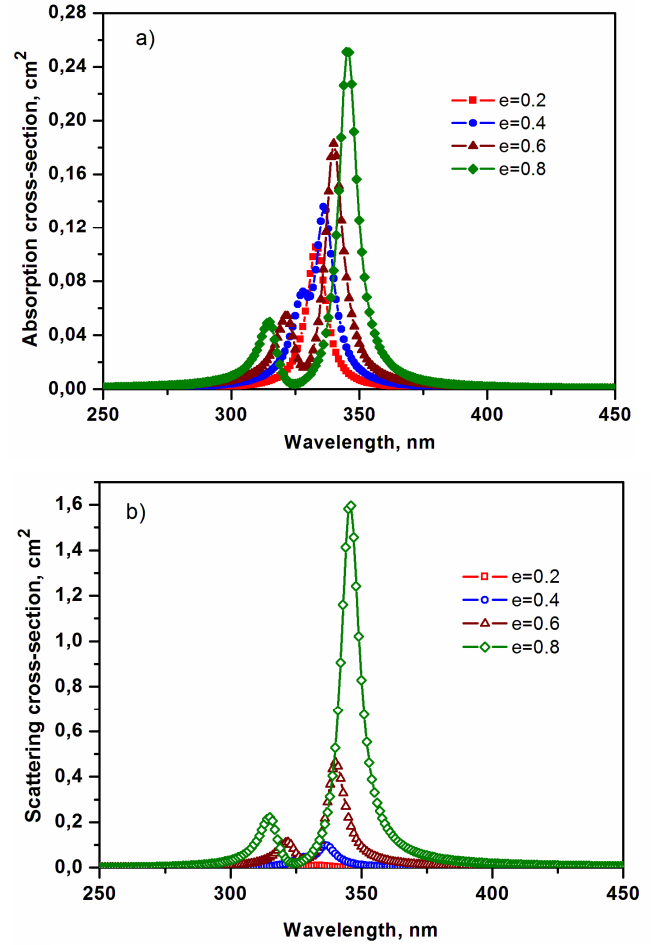 a)
Absorption cross-section, cm²
0,28
0,24
0,20
0,16
0,12
0,08
0,04
0,00
e=0.2
e=0.4
e=0.6
e=0.8
250 300 350 400 450
Wavelength, nm
b)
Scattering cross-section, cm²
1,6
1,4
1,2
1,0
0,8
0,6
0,4
0,2
0,0
e=0.2
e=0.4
e=0.6
e=0.8
250 300 350 400 450
Wavelength, nm